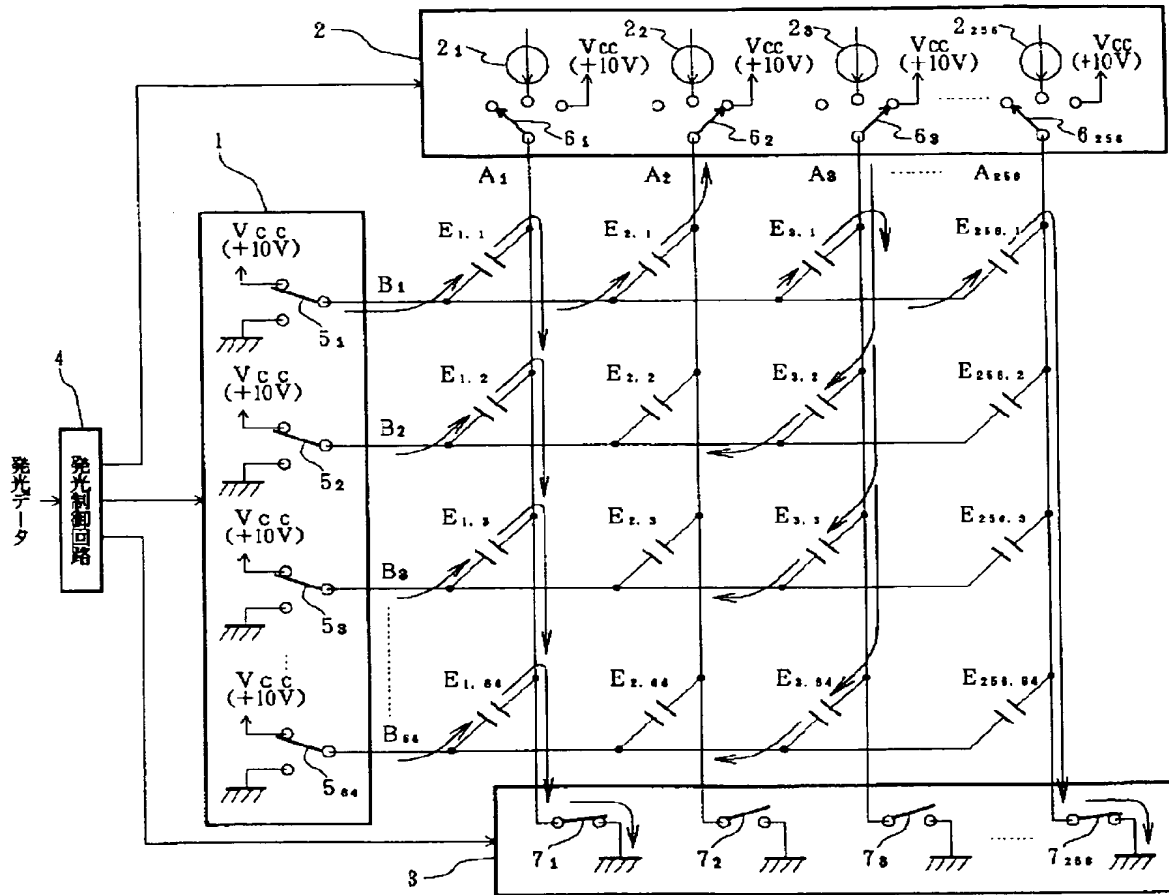 2
2₁
2₂
2₃
2₂₅₆
Vcc
(+10V)
Vcc
(+10V)
Vcc
(+10V)
Vcc
(+10V)
6₁
6₂
6₃
6₂₅₆
A₁
A₂
A₃
A₂₅₆
1
Vcc
(+10V)
5₁
B₁
E₁.₁
E₂.₁
E₃.₁
E₂₅₆.₁
4
発光データ
発光制御回路
Vcc
(+10V)
5₂
B₂
E₁.₂
E₂.₂
E₃.₂
E₂₅₆.₂
Vcc
(+10V)
5₃
B₃
E₁.₃
E₂.₃
E₃.₃
E₂₅₆.₃
Vcc
(+10V)
5₆₄
B₆₄
E₁.₆₄
E₂.₆₄
E₃.₆₄
E₂₅₆.₆₄
3
7₁
7₂
7₃
7₂₅₆